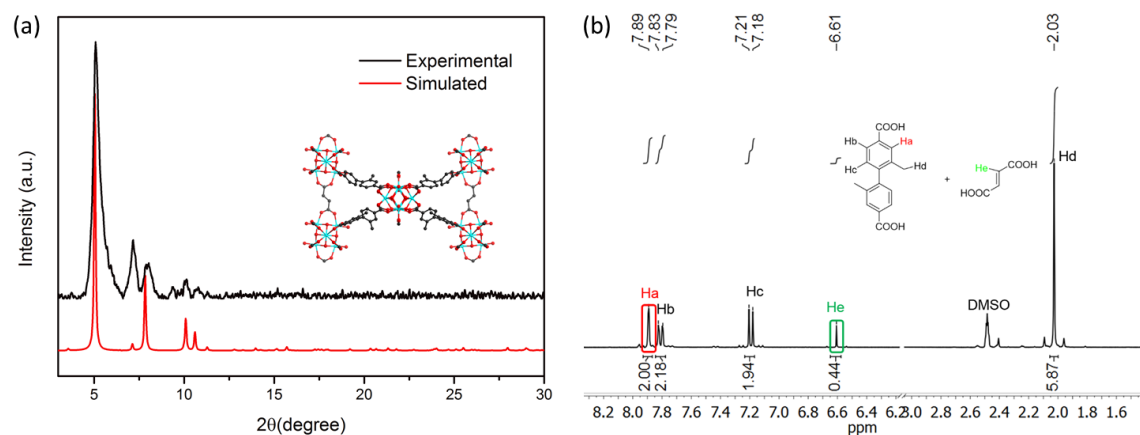 (a)
Intensity (a.u.)
Experimental
Simulated
5
10
15
20
25
30
2θ(degree)
(b)
7.89
7.83
7.79
7.21
7.18
-6.61
-2.03
COOH
Hb
Ha
Hc
Hd
COOH
+
He
COOH
HOOC
Hd
Ha
Hb
Hc
He
DMSO
2.00
2.18
1.94
0.44
5.87
8.2 8.0 7.8 7.6 7.4 7.2 7.0 6.8 6.6 6.4 6.2 3.0 2.8 2.6 2.4 2.2 2.0 1.8 1.6
ppm